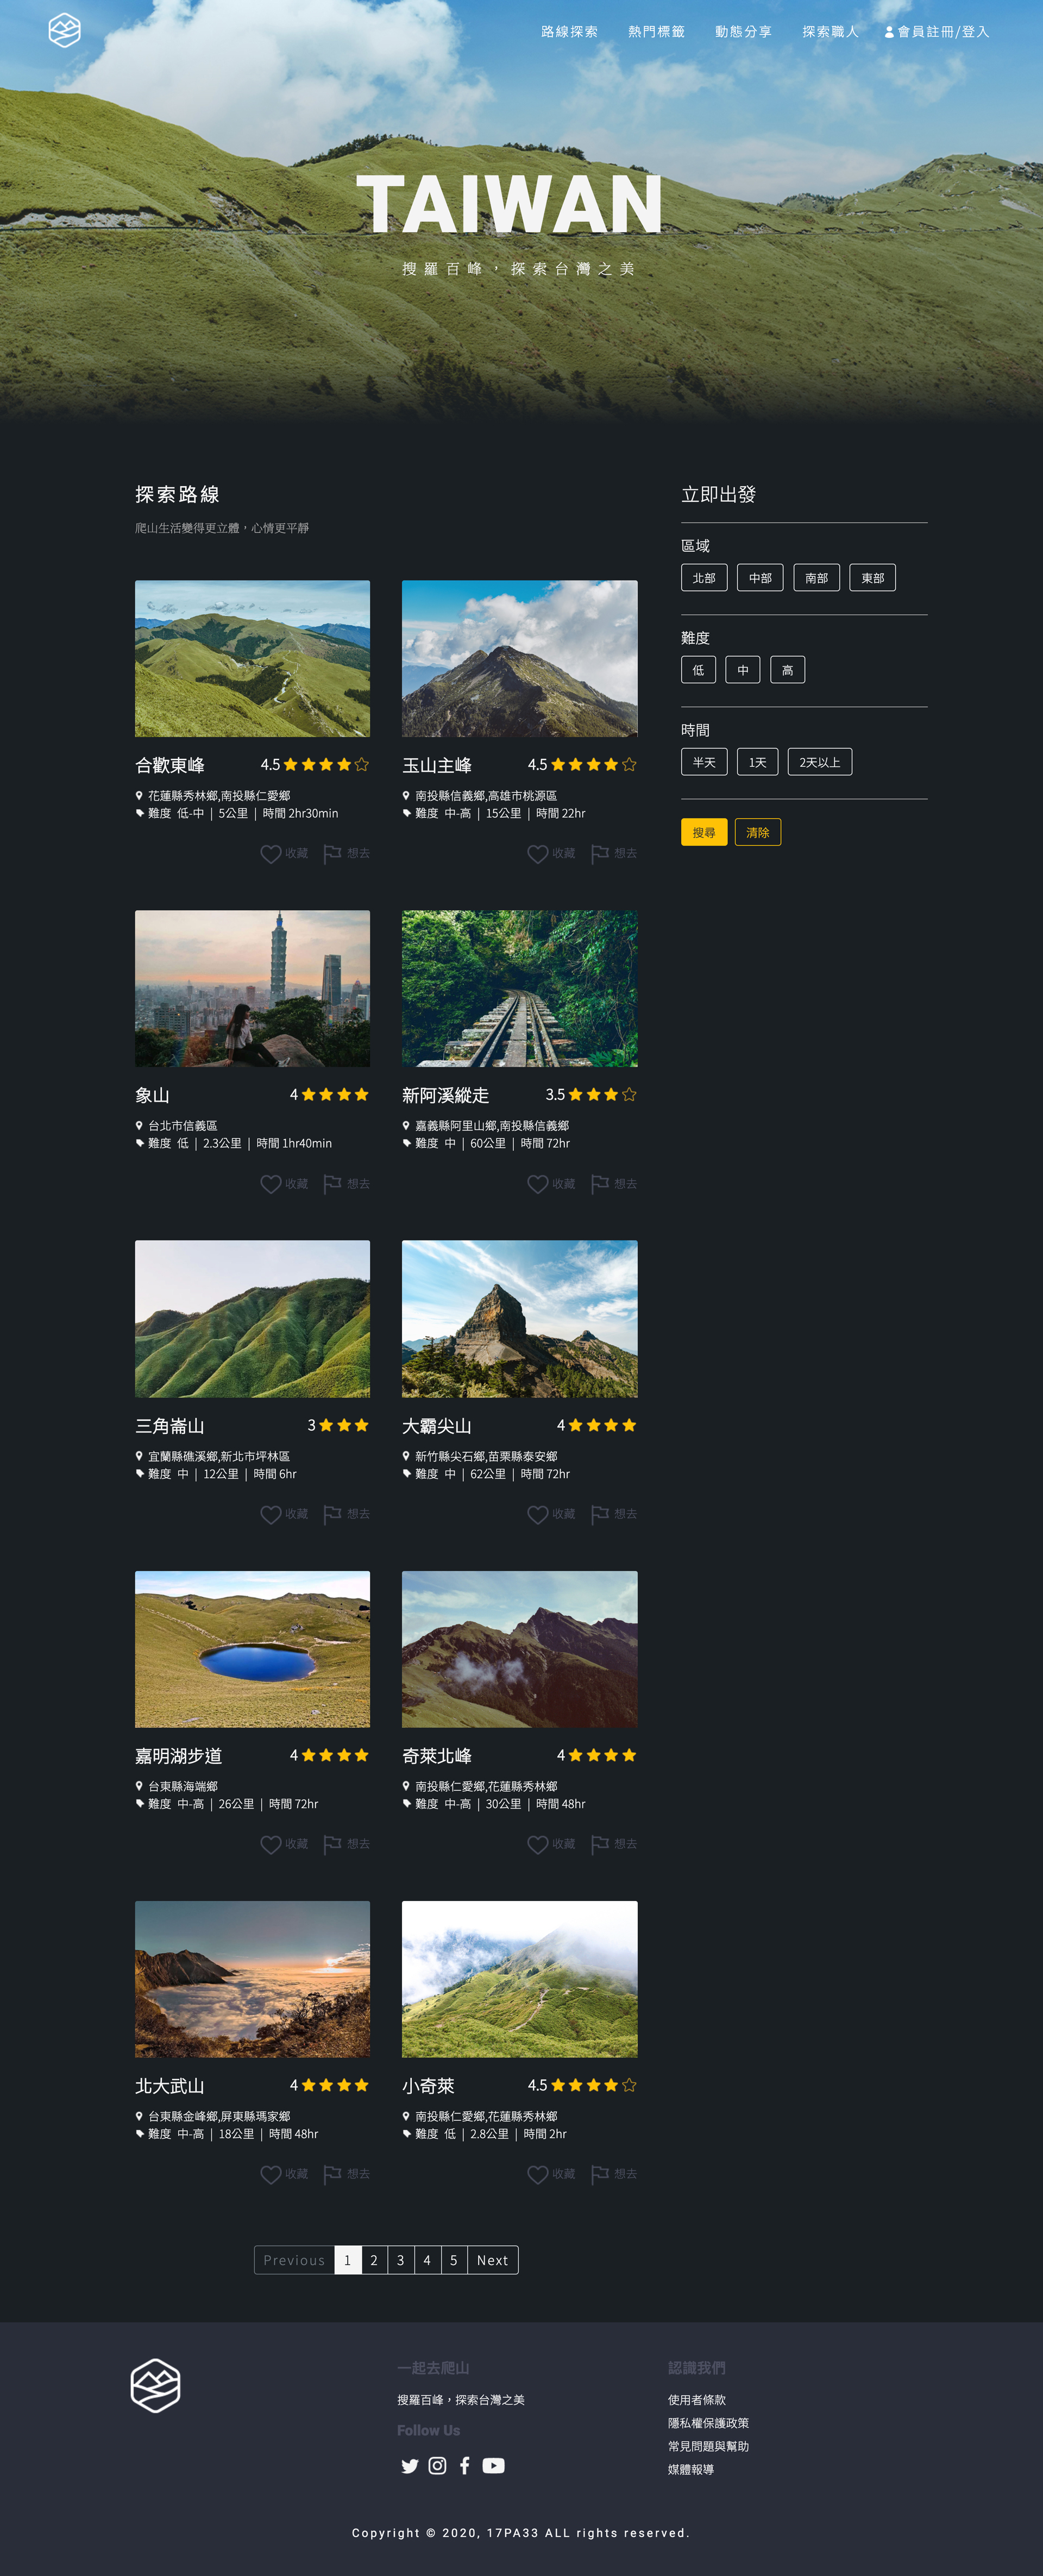 路線探索 熱門標籤 動態分享 探索職人 會員註冊/登入
TAIWAN
搜羅百峰，探索台灣之美
探索路線
爬山生活變得更立體，心情更平靜
合歡東峰 4.5
花蓮縣秀林鄉,南投縣仁愛鄉
難度 低-中 | 5公里 | 時間 2hr30min
收藏 想去
玉山主峰 4.5
南投縣信義鄉,高雄市桃源區
難度 中-高 | 15公里 | 時間 22hr
收藏 想去
象山 4
台北市信義區
難度 低 | 2.3公里 | 時間 1hr40min
收藏 想去
新阿溪縱走 3.5
嘉義縣阿里山鄉,南投縣信義鄉
難度 中 | 60公里 | 時間 72hr
收藏 想去
三角崙山 3
宜蘭縣礁溪鄉,新北市坪林區
難度 中 | 12公里 | 時間 6hr
收藏 想去
大霸尖山 4
新竹縣尖石鄉,苗栗縣泰安鄉
難度 中 | 62公里 | 時間 72hr
收藏 想去
嘉明湖步道 4
台東縣海端鄉
難度 中-高 | 26公里 | 時間 72hr
收藏 想去
奇萊北峰 4
南投縣仁愛鄉,花蓮縣秀林鄉
難度 中-高 | 30公里 | 時間 48hr
收藏 想去
北大武山 4
台東縣金峰鄉,屏東縣瑪家鄉
難度 中-高 | 18公里 | 時間 48hr
收藏 想去
小奇萊 4.5
南投縣仁愛鄉,花蓮縣秀林鄉
難度 低 | 2.8公里 | 時間 2hr
收藏 想去
Previous 1 2 3 4 5 Next
立即出發
區域
北部 中部 南部 東部
難度
低 中 高
時間
半天 1天 2天以上
搜尋 清除
一起去爬山
搜羅百峰，探索台灣之美
Follow Us
認識我們
使用者條款
隱私權保護政策
常見問題與幫助
媒體報導
Copyright © 2020, 17PA33 ALL rights reserved.